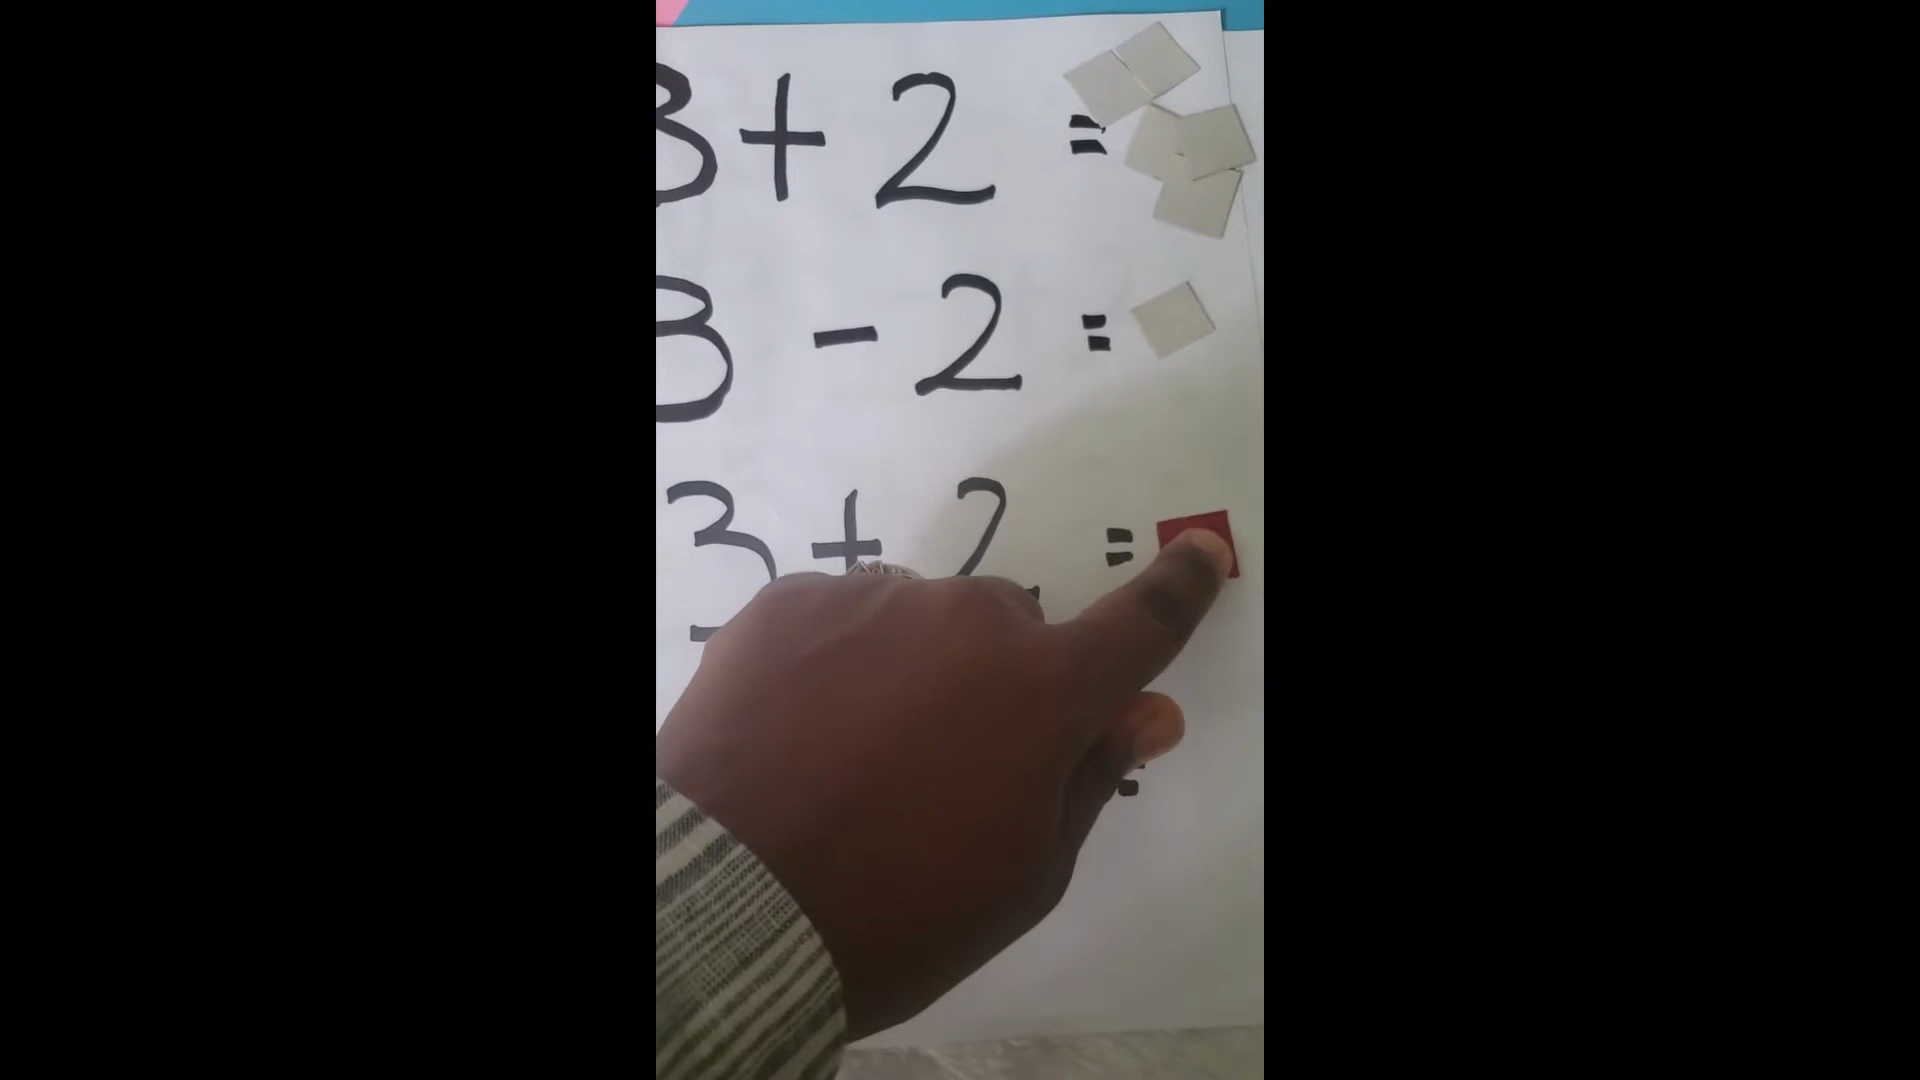 3 + 2 =
3 - 2 =
3 + 2 =